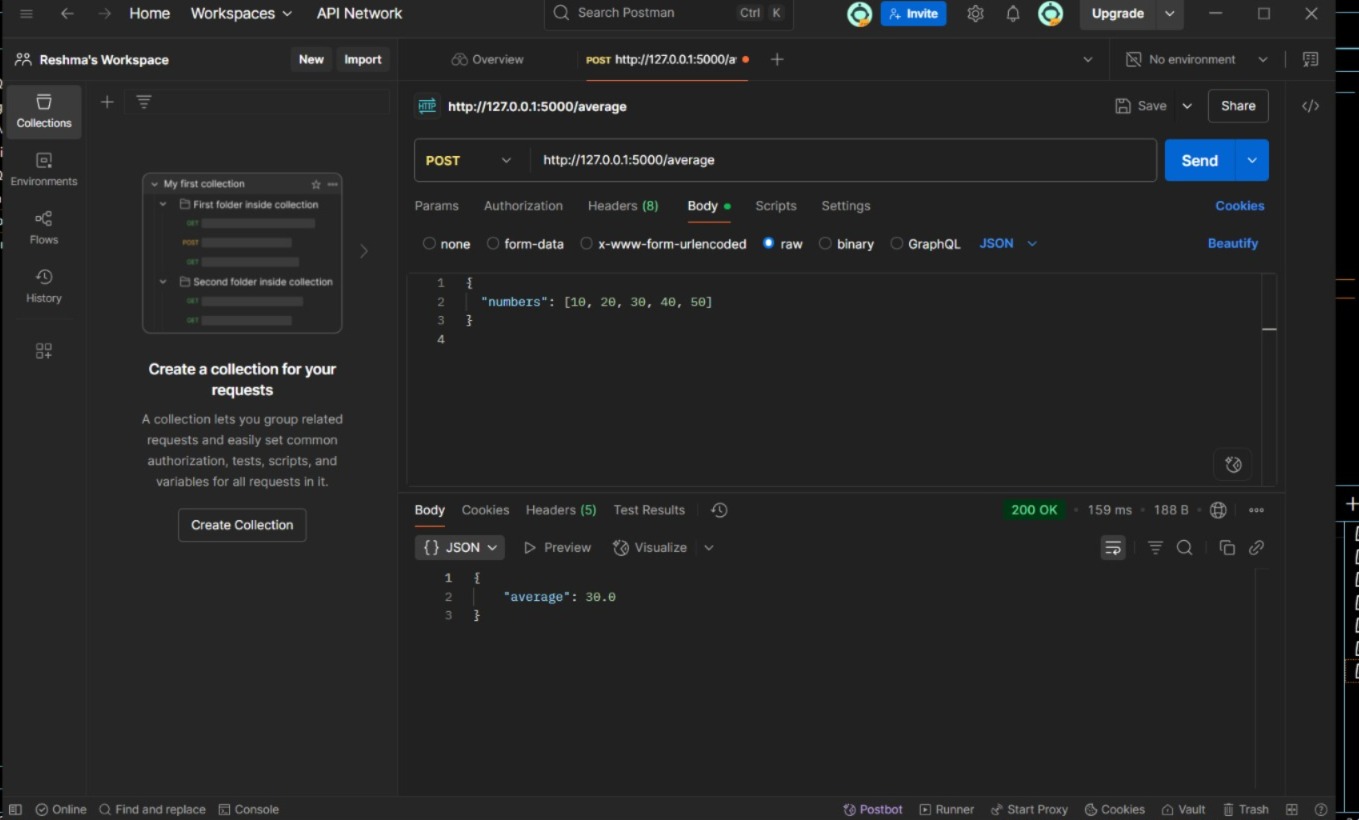 Home Workspaces API Network Search Postman Ctrl K Invite Upgrade
Reshma's Workspace New Import Overview POST http://127.0.0.1:5000/a No environment
Collections
Environments
Flows
History
My first collection
First folder inside collection
GET
POST
GET
Second folder inside collection
GET
GET
Create a collection for your
requests
A collection lets you group related
requests and easily set common
authorization, tests, scripts, and
variables for all requests in it.
Create Collection
HTTP http://127.0.0.1:5000/average Save Share </>
POST http://127.0.0.1:5000/average Send
Params Authorization Headers (8) Body Scripts Settings Cookies
none form-data x-www-form-urlencoded raw binary GraphQL JSON Beautify
1 {
2 "numbers": [10, 20, 30, 40, 50]
3 }
4
Body Cookies Headers (5) Test Results 200 OK • 159 ms • 188 B
{} JSON Preview Visualize
1 {
2 "average": 30.0
3 }
Online Find and replace Console Postbot Runner Start Proxy Cookies Vault Trash